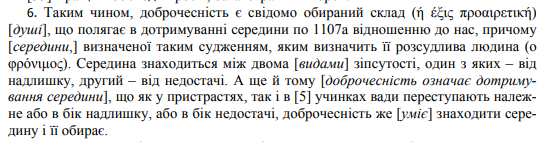 6. Таким чином, доброчесність є свідомо обираний склад (ή ἕξις προαιρετική)
[душі], що полягає в дотримуванні середини по 1107a відношенню до нас, причому
[середини,] визначеної таким судженням, яким визначить її розсудлива людина (ο
φρόνιμος). Середина знаходиться між двома [видами] зіпсутості, один з яких – від
надлишку, другий – від недостачі. А ще й тому [доброчесність означає дотриму-
вання середини], що як у пристрастях, так і в [5] учинках вади переступають належ-
не або в бік надлишку, або в бік недостачі, доброчесність же [уміє] знаходити сере-
дину і її обирає.